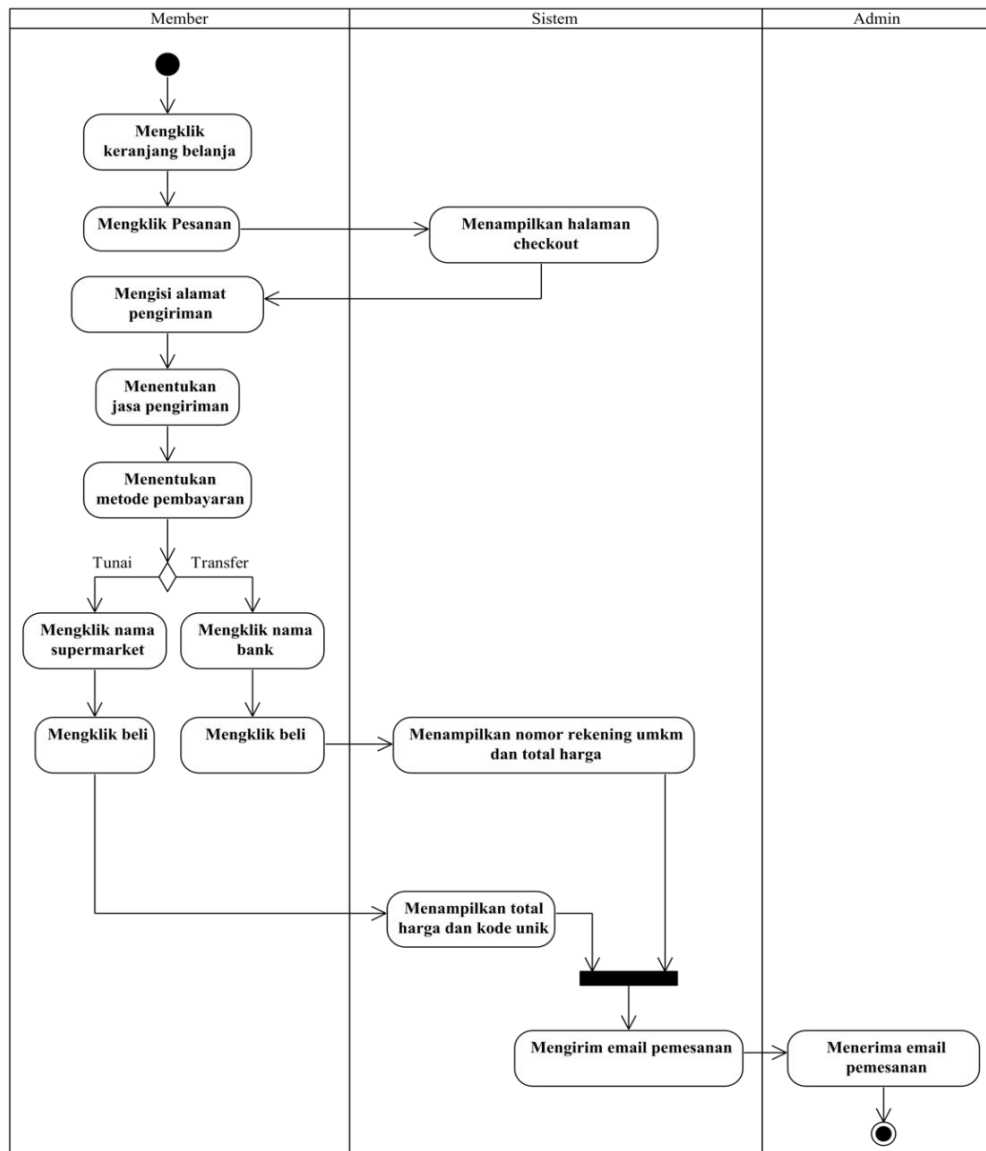 Member
Sistem
Admin
Mengklik
keranjang belanja
Mengklik Pesanan
Menampilkan halaman
checkout
Mengisi alamat
pengiriman
Menentukan
jasa pengiriman
Menentukan
metode pembayaran
Tunai
Transfer
Mengklik nama
supermarket
Mengklik nama
bank
Mengklik beli
Mengklik beli
Menampilkan nomor rekening umkm
dan total harga
Menampilkan total
harga dan kode unik
Mengirim email pemesanan
Menerima email
pemesanan